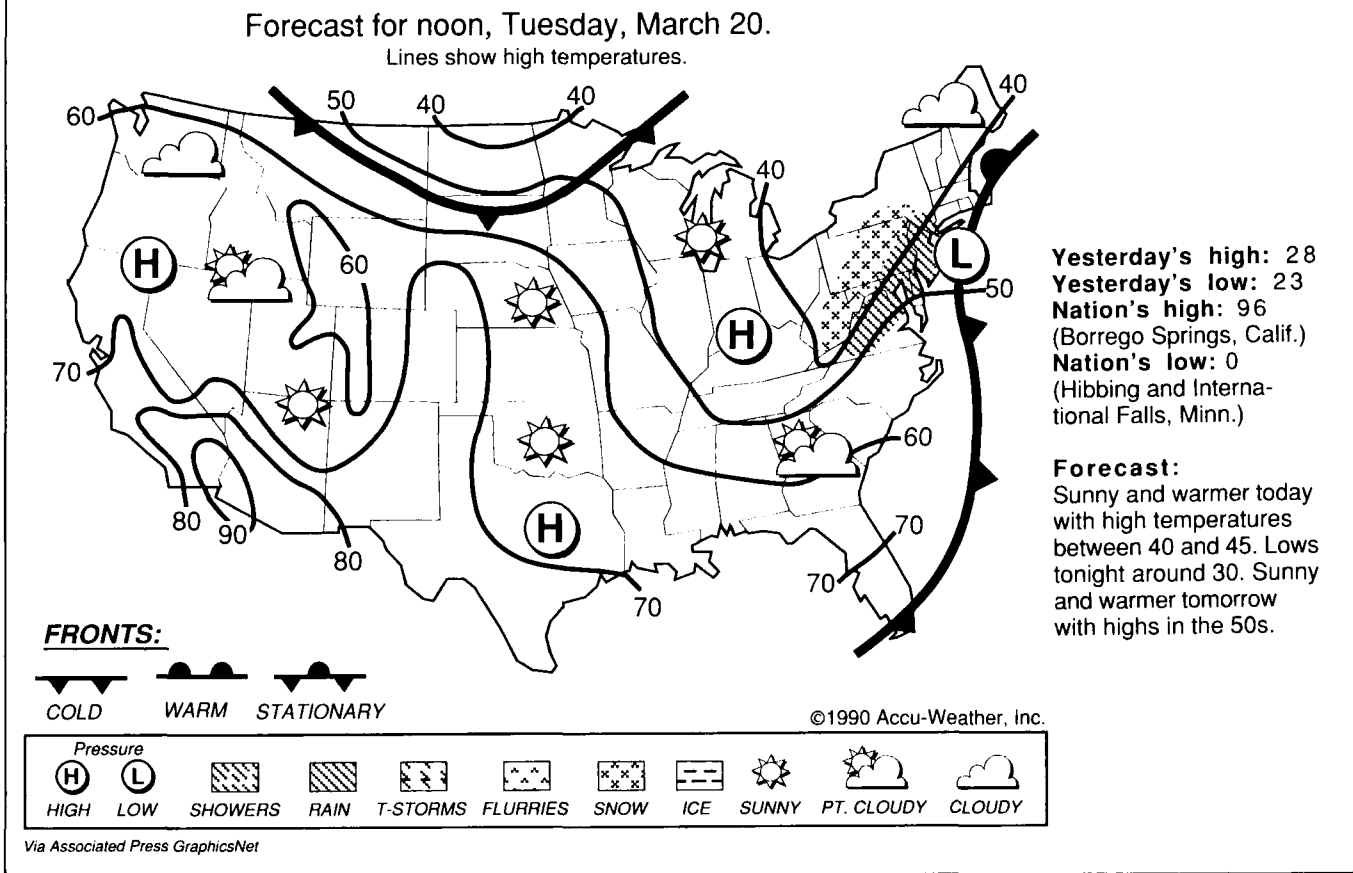 Forecast for noon, Tuesday, March 20.
Lines show high temperatures.
60
50
40
40
40
40
H
60
H
L
50
70
60
H
80
90
80
70
70
70
Yesterday's high: 28
Yesterday's low: 23
Nation's high: 96
(Borrego Springs, Calif.)
Nation's low: 0
(Hibbing and Interna-
tional Falls, Minn.)
Forecast:
Sunny and warmer today
with high temperatures
between 40 and 45. Lows
tonight around 30. Sunny
and warmer tomorrow
with highs in the 50s.
FRONTS:
COLD WARM STATIONARY
©1990 Accu-Weather, Inc.
Pressure
H L
HIGH LOW SHOWERS RAIN T-STORMS FLURRIES SNOW ICE SUNNY PT. CLOUDY CLOUDY
Via Associated Press GraphicsNet